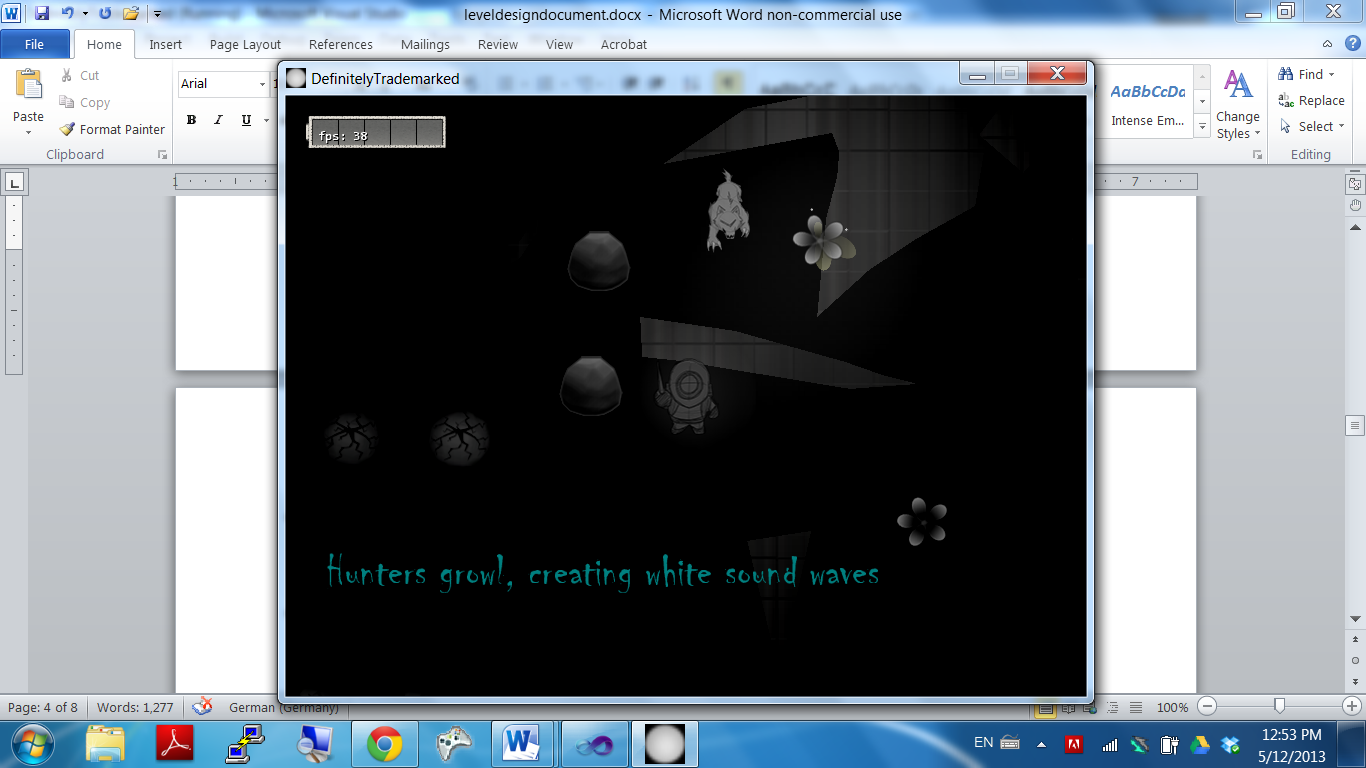 leveldesigndocument.docx - Microsoft Word non-commercial use
File Home Insert Page Layout References Mailings Review View Acrobat
Paste
Cut
Copy
Format Painter
Clipboard
Arial
B I U
AaBbCcDd
Intense Em...
Change Styles
Find
Replace
Select
Editing
DefinitelyTrademarked
fps: 38
Hunters growl, creating white sound waves
1
7
Page: 4 of 8 Words: 1,277 German (Germany) 100%
EN 12:53 PM
5/12/2013